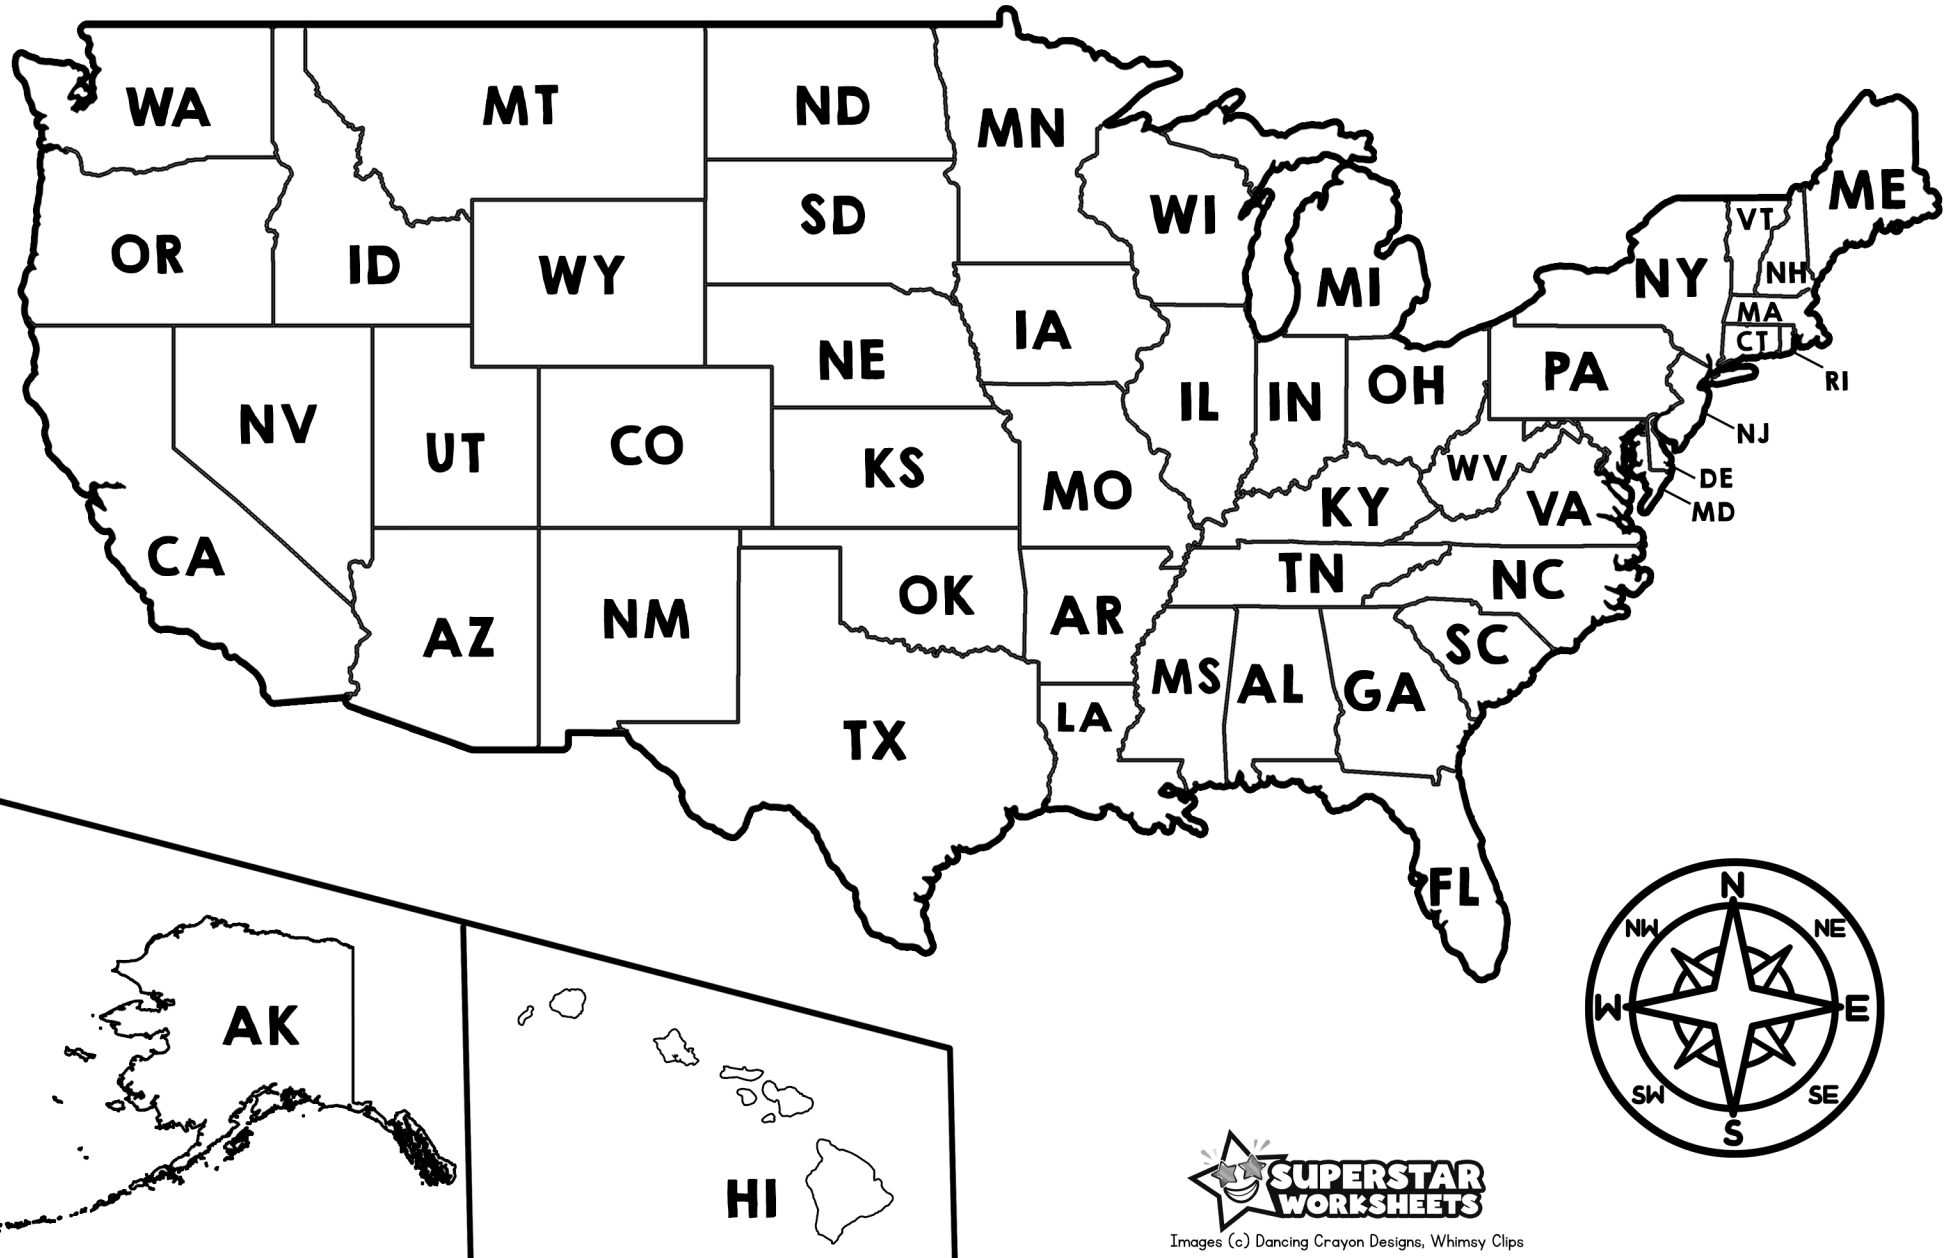 WA
MT
ND
MN
ME
OR
ID
WY
SD
WI
MI
NY
VT
NH
MA
CT
RI
NV
UT
CO
NE
IA
IL
IN
OH
PA
NJ
CA
KS
MO
KY
WV
VA
DE
MD
AZ
NM
OK
AR
TN
NC
TX
LA
MS
AL
GA
SC
FL
AK
HI
N
NW
NE
W
E
SW
SE
S
SUPERSTAR
WORKSHEETS
Images (c) Dancing Crayon Designs, Whimsy Clips